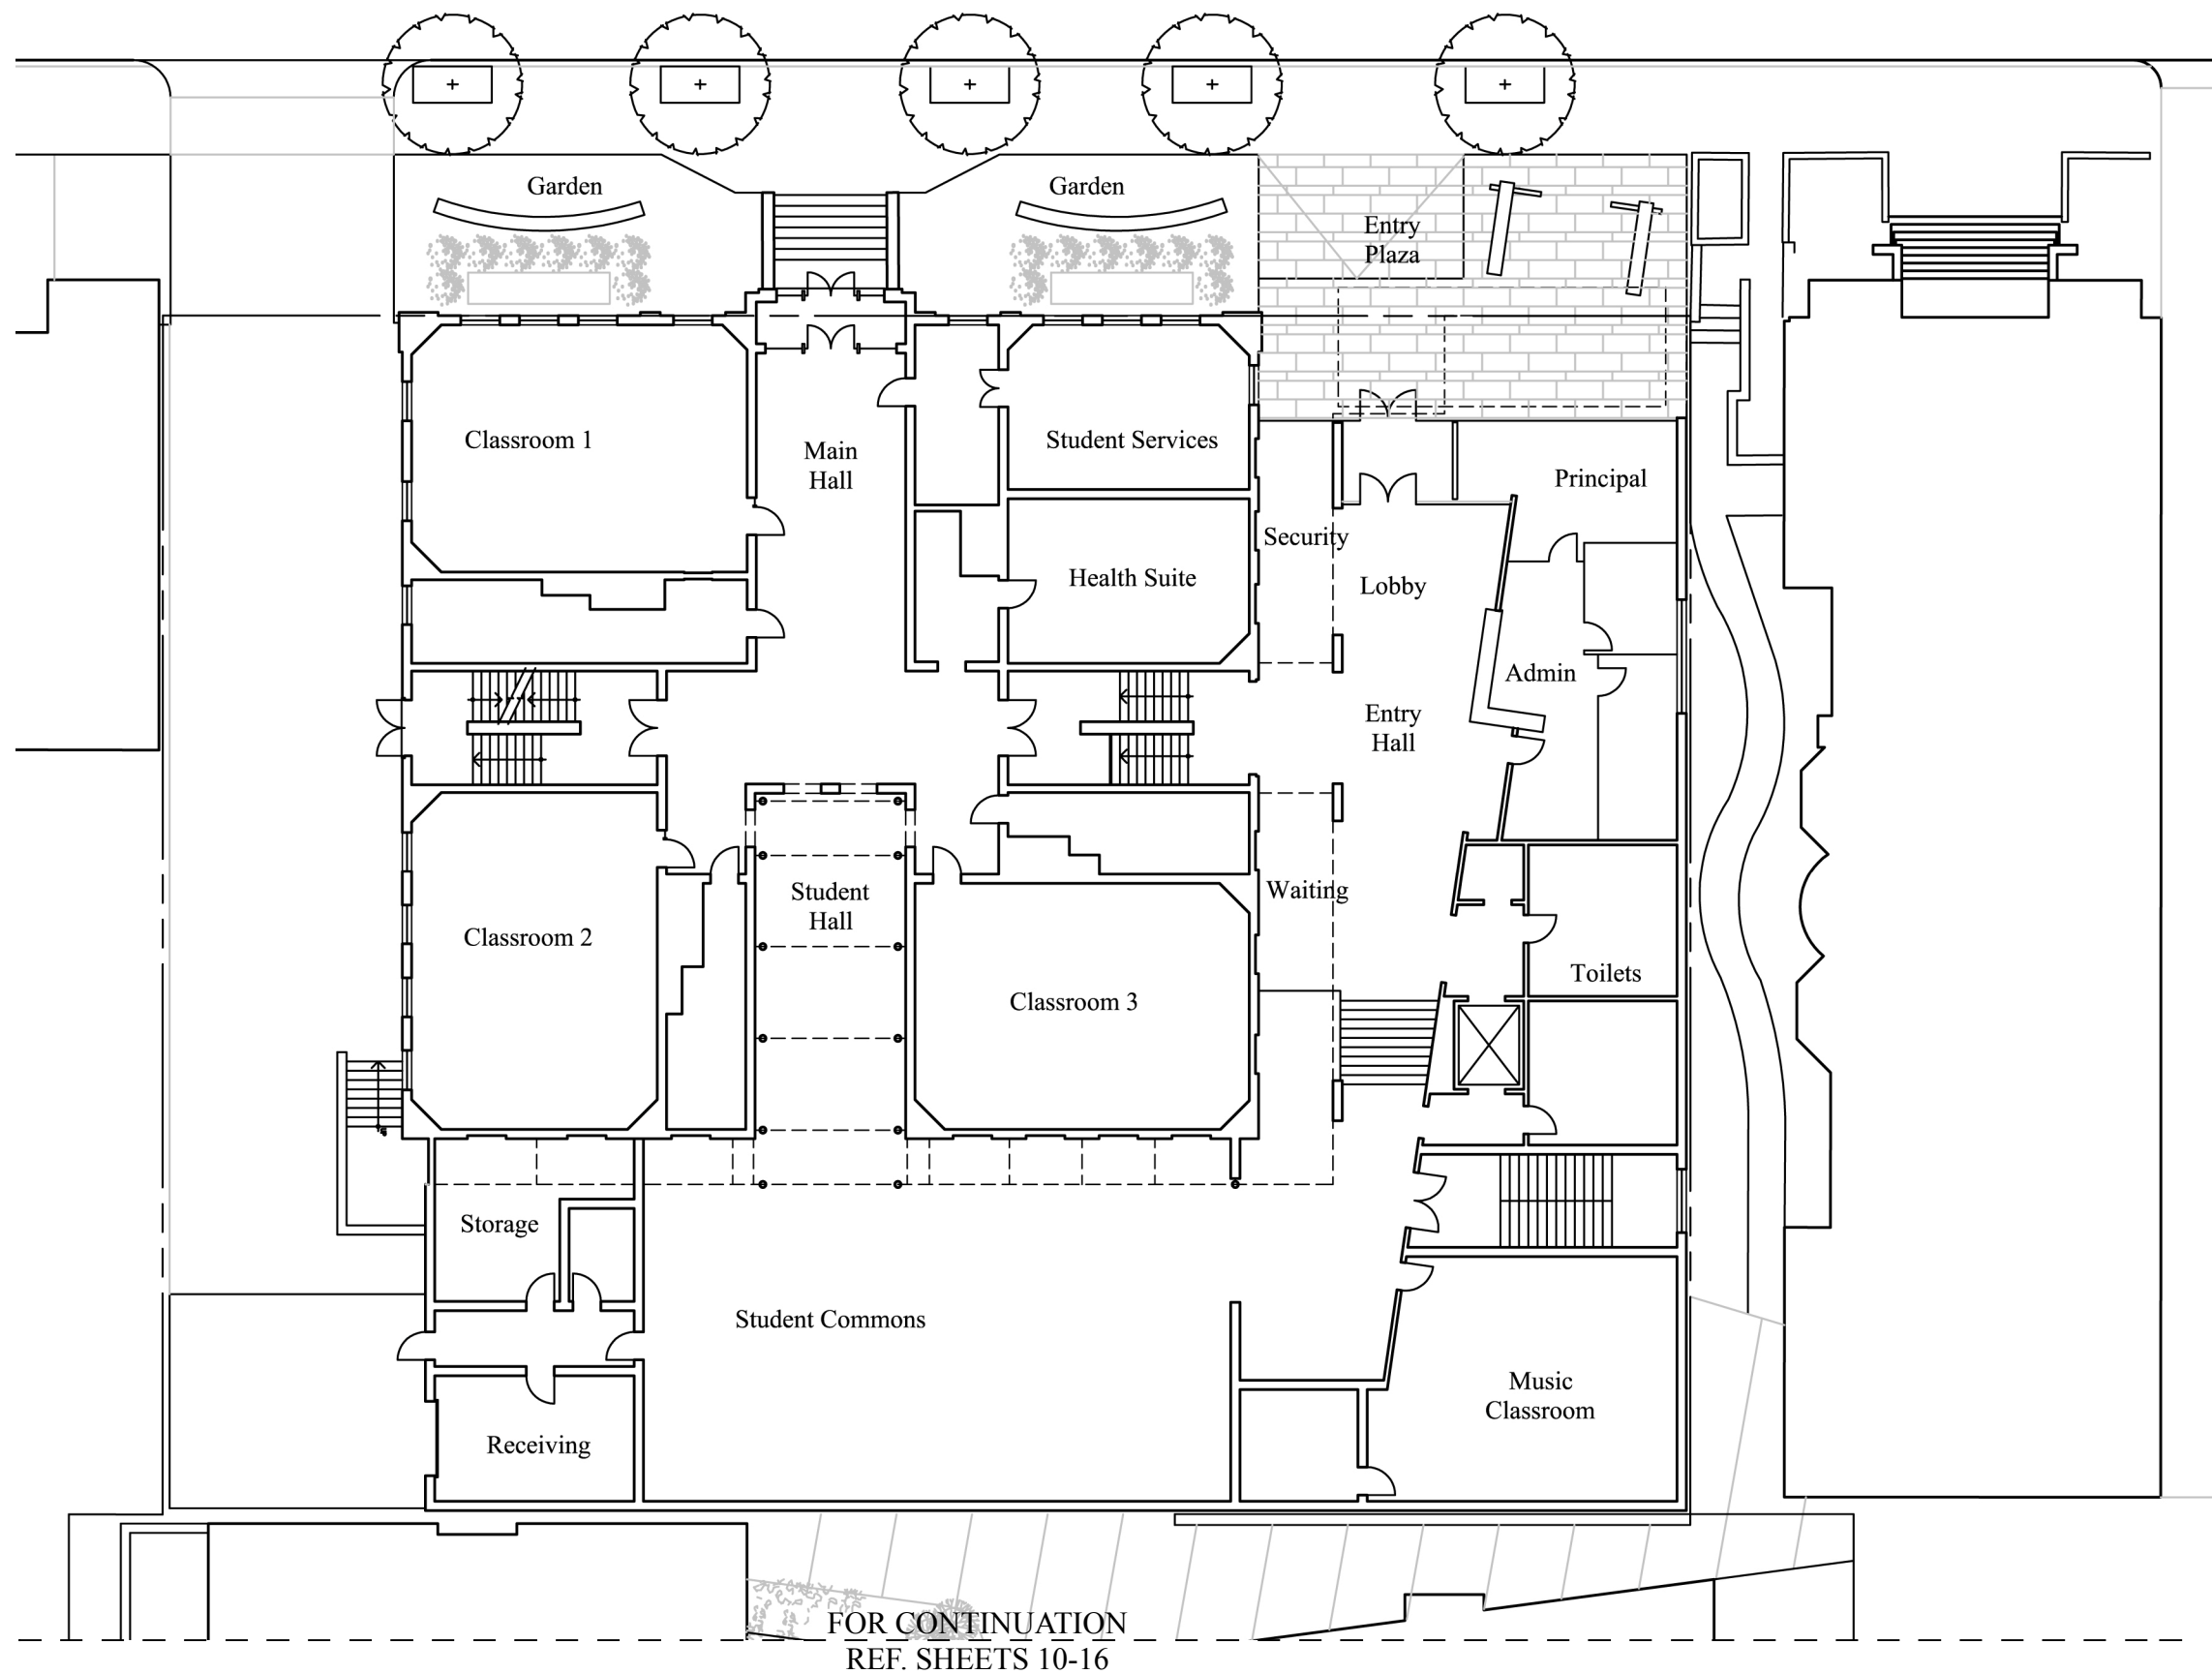 Garden
Garden
Entry
Plaza
Classroom 1
Main
Hall
Student Services
Principal
Security
Health Suite
Lobby
Admin
Entry
Hall
Student
Hall
Waiting
Classroom 2
Toilets
Classroom 3
Storage
Student Commons
Music
Classroom
Receiving
FOR CONTINUATION
REF. SHEETS 10-16